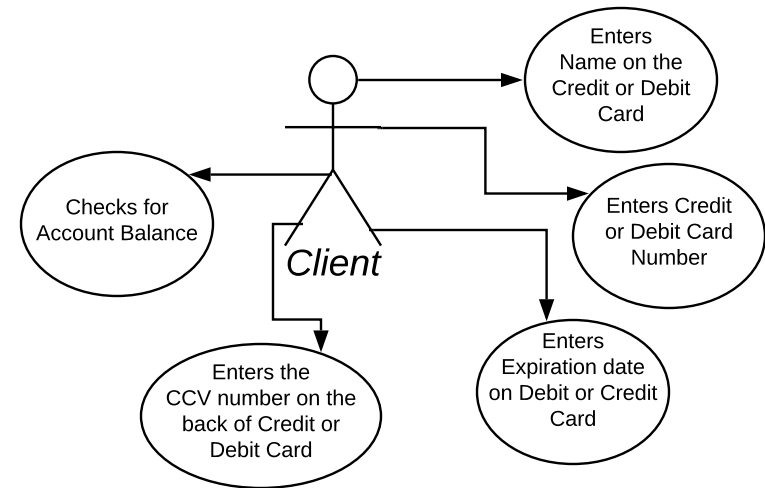 Enters
Name on the
Credit or Debit
Card
Checks for
Account Balance
Enters Credit
or Debit Card
Number
Client
Enters the
CCV number on the
back of Credit or
Debit Card
Enters
Expiration date
on Debit or Credit
Card